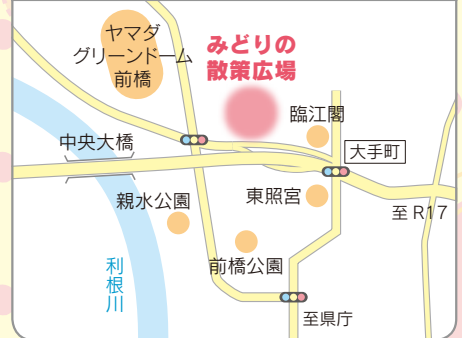 ヤマダ
グリーンドーム
前橋
みどりの
散策広場
臨江閣
中央大橋
大手町
親水公園
東照宮
至 R17
利根川
前橋公園
至県庁